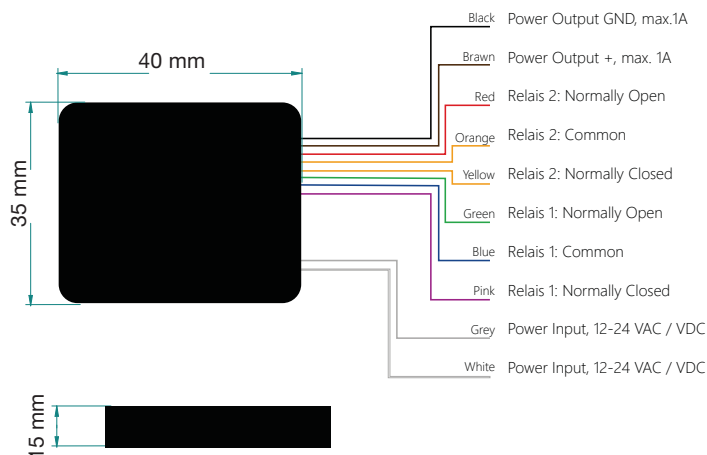 Black Power Output GND, max.1A
40 mm
Brawn Power Output +, max. 1A
Red Relais 2: Normally Open
Orange Relais 2: Common
35 mm
Yellow Relais 2: Normally Closed
Green Relais 1: Normally Open
Blue Relais 1: Common
Pink Relais 1: Normally Closed
Grey Power Input, 12-24 VAC / VDC
White Power Input, 12-24 VAC / VDC
15 mm